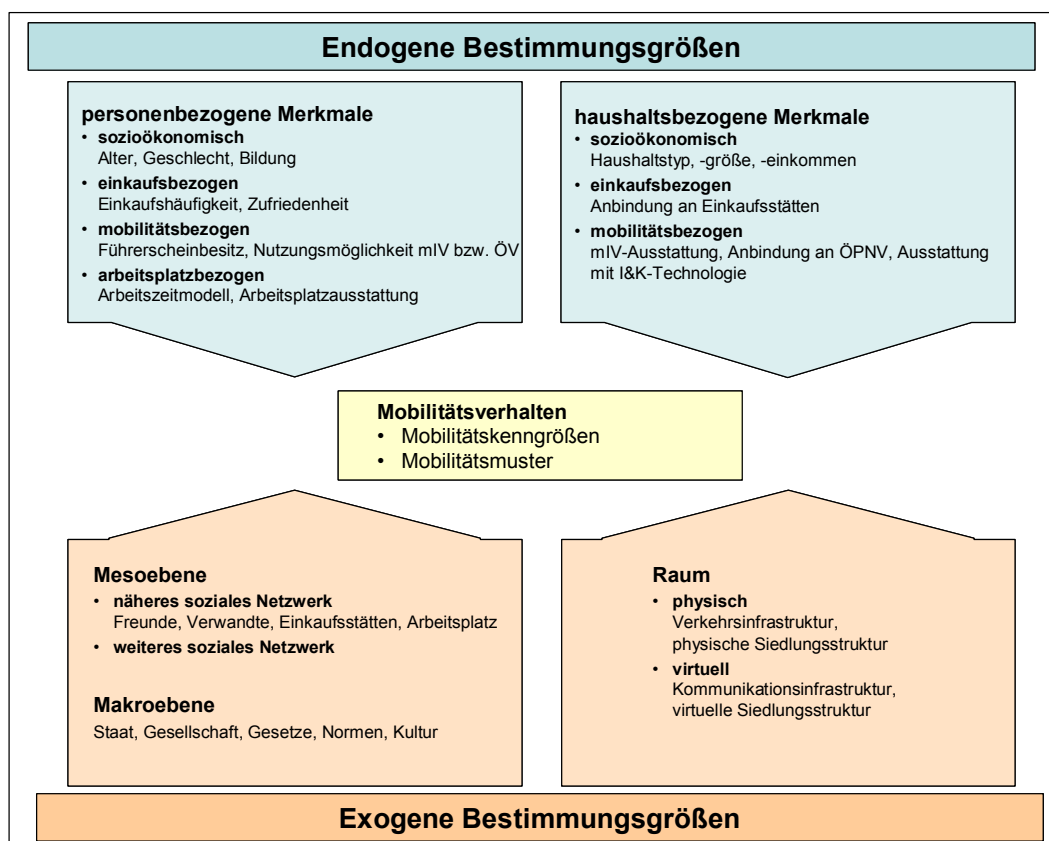 Endogene Bestimmungsgrößen
personenbezogene Merkmale
• sozioökonomisch
Alter, Geschlecht, Bildung
• einkaufsbezogen
Einkaufshäufigkeit, Zufriedenheit
• mobilitätsbezogen
Führerscheinbesitz, Nutzungsmöglichkeit mIV bzw. ÖV
• arbeitsplatzbezogen
Arbeitszeitmodell, Arbeitsplatzausstattung
haushaltsbezogene Merkmale
• sozioökonomisch
Haushaltstyp, -größe, -einkommen
• einkaufsbezogen
Anbindung an Einkaufsstätten
• mobilitätsbezogen
mIV-Ausstattung, Anbindung an ÖPNV, Ausstattung
mit I&K-Technologie
Mobilitätsverhalten
• Mobilitätskenngrößen
• Mobilitätsmuster
Mesoebene
• näheres soziales Netzwerk
Freunde, Verwandte, Einkaufsstätten, Arbeitsplatz
• weiteres soziales Netzwerk
Makroebene
Staat, Gesellschaft, Gesetze, Normen, Kultur
Raum
• physisch
Verkehrsinfrastruktur,
physische Siedlungsstruktur
• virtuell
Kommunikationsinfrastruktur,
virtuelle Siedlungsstruktur
Exogene Bestimmungsgrößen